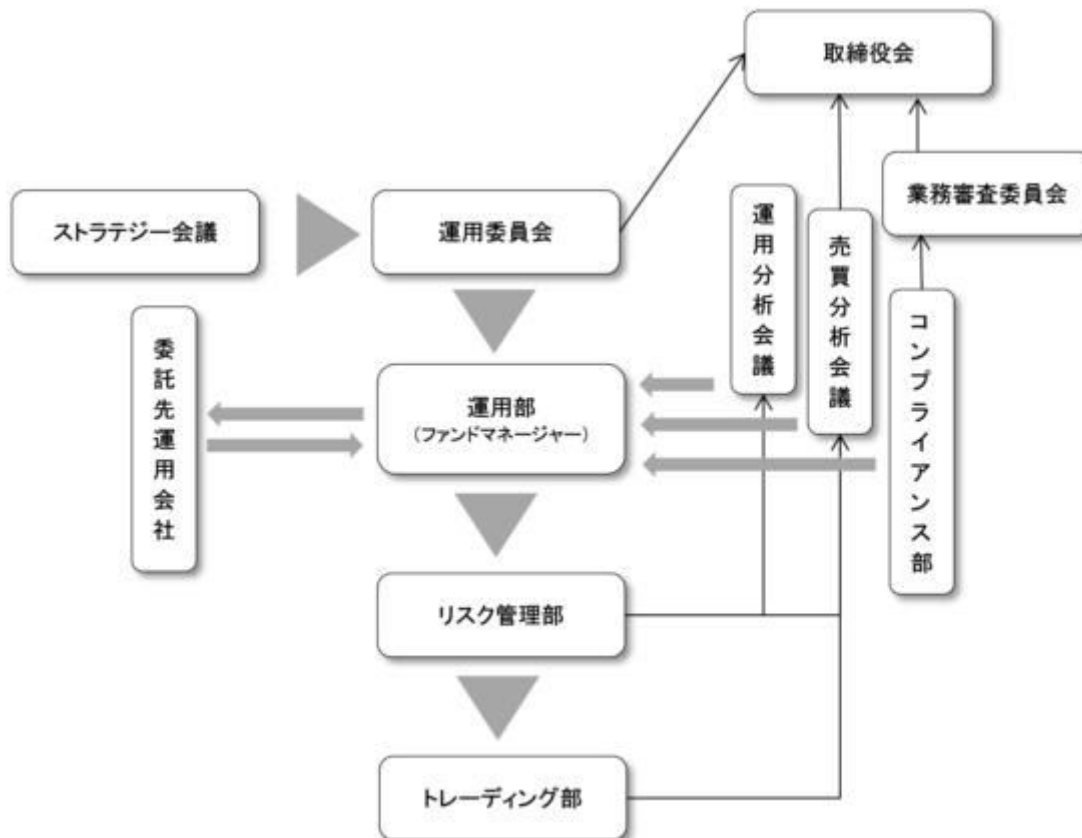 取締役会
業務審査委員会
ストラテジー会議
運用委員会
運用分析会議
売買分析会議
コンプライアンス部
委託先運用会社
運用部
（ファンドマネージャー）
リスク管理部
トレーディング部